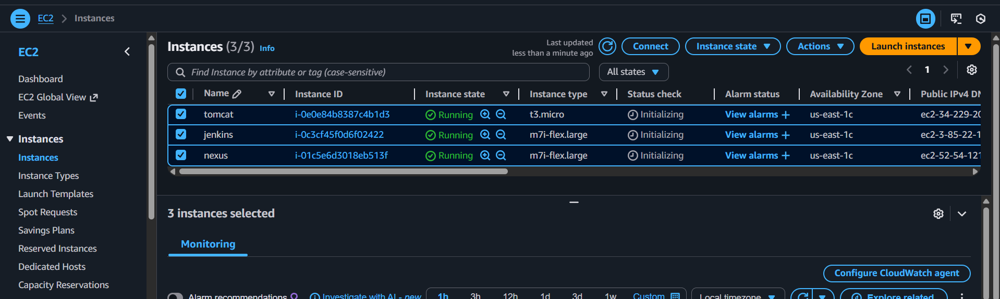 EC2 > Instances
EC2
Dashboard
EC2 Global View
Events
Instances
Instances
Instance Types
Launch Templates
Spot Requests
Savings Plans
Reserved Instances
Dedicated Hosts
Capacity Reservations
Instances (3/3) Info
Last updated
less than a minute ago
Connect
Instance state
Actions
Launch instances
Find Instance by attribute or tag (case-sensitive)
All states
1
Name Instance ID Instance state Instance type Status check Alarm status Availability Zone Public IPv4 DN
tomcat i-0e0e84b8387c4b1d3 Running t3.micro Initializing View alarms + us-east-1c ec2-34-229-20
jenkins i-0c3cf45f0d6f02422 Running m7i-flex.large Initializing View alarms + us-east-1c ec2-3-85-22-1
nexus i-01c5e6d3018eb513f Running m7i-flex.large Initializing View alarms + us-east-1c ec2-52-54-121
3 instances selected
Monitoring
Configure CloudWatch agent
Alarm recommendations Investigate with AI - new 1h 3h 12h 1d 3d 1w Custom Local timezone Explore related